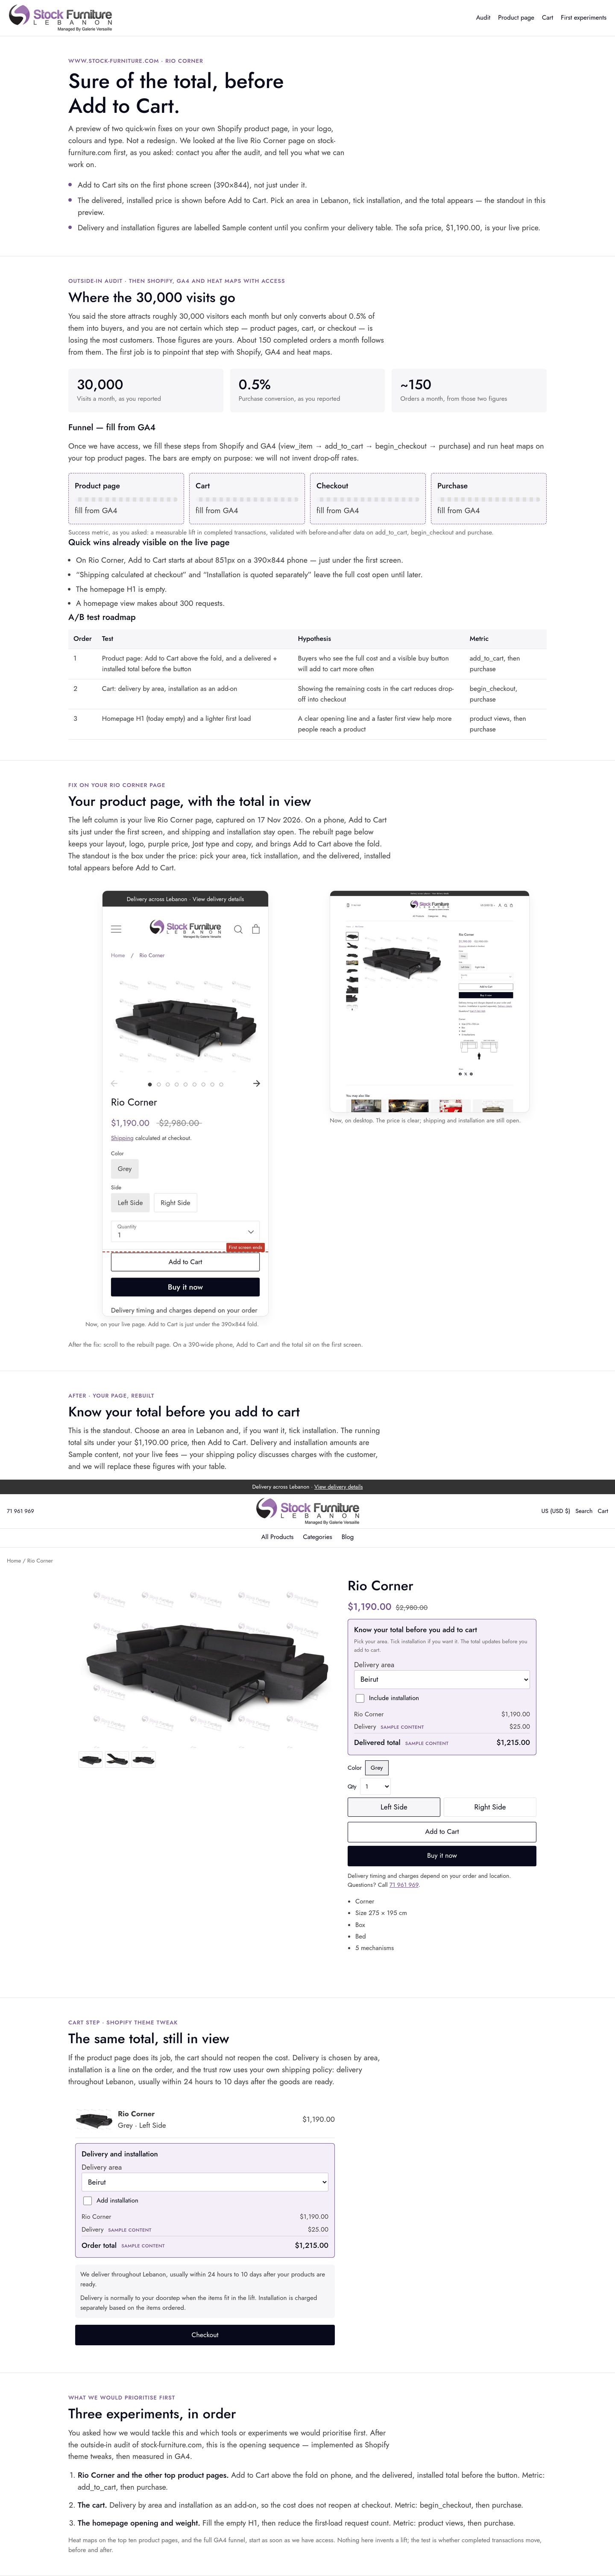 Stock Furniture
LEBANON
Managed By Galerie Versaille
Audit Product page Cart First experiments
WWW.STOCK-FURNITURE.COM · RIO CORNER
Sure of the total, before
Add to Cart.
A preview of two quick-win fixes on your own Shopify product page, in your logo,
colours and type. Not a redesign. We looked at the live Rio Corner page on stock-
furniture.com first, as you asked: contact you after the audit, and tell you what we can
work on.
Add to Cart sits on the first phone screen (390×844), not just under it.
The delivered, installed price is shown before Add to Cart. Pick an area in Lebanon, tick installation, and the total appears — the standout in this
preview.
Delivery and installation figures are labelled Sample content until you confirm your delivery table. The sofa price, $1,190.00, is your live price.
OUTSIDE-IN AUDIT · THEN SHOPIFY, GA4 AND HEAT MAPS WITH ACCESS
Where the 30,000 visits go
You said the store attracts roughly 30,000 visitors each month but only converts about 0.5% of
them into buyers, and you are not certain which step — product pages, cart, or checkout — is
losing the most customers. Those figures are yours. About 150 completed orders a month follows
from them. The first job is to pinpoint that step with Shopify, GA4 and heat maps.
30,000
Visits a month, as you reported
0.5%
Purchase conversion, as you reported
~150
Orders a month, from those two figures
Funnel — fill from GA4
Once we have access, we fill these steps from Shopify and GA4 (view_item → add_to_cart → begin_checkout → purchase) and run heat maps on
your top product pages. The bars are empty on purpose: we will not invent drop-off rates.
Product page
fill from GA4
Cart
fill from GA4
Checkout
fill from GA4
Purchase
fill from GA4
Success metric, as you asked: a measurable lift in completed transactions, validated with before-and-after data on add_to_cart, begin_checkout and purchase.
Quick wins already visible on the live page
On Rio Corner, Add to Cart starts at about 851px on a 390×844 phone — just under the first screen.
“Shipping calculated at checkout” and “Installation is quoted separately” leave the full cost open until later.
The homepage H1 is empty.
A homepage view makes about 300 requests.
A/B test roadmap
Order Test Hypothesis Metric
1 Product page: Add to Cart above the fold, and a delivered + installed total before the button Buyers who see the full cost and a visible buy button will add to cart more often add_to_cart, then purchase
2 Cart: delivery by area, installation as an add-on Showing the remaining costs in the cart reduces drop-off into checkout begin_checkout, purchase
3 Homepage H1 (today empty) and a lighter first load A clear opening line and a faster first view help more people reach a product product views, then purchase
FIX ON YOUR RIO CORNER PAGE
Your product page, with the total in view
The left column is your live Rio Corner page, captured on 17 Nov 2026. On a phone, Add to Cart
sits just under the first screen, and shipping and installation stay open. The rebuilt page below
keeps your layout, logo, purple price, Jost type and copy, and brings Add to Cart above the fold.
The standout is the box under the price: pick your area, tick installation, and the delivered, installed
total appears before Add to Cart.
Delivery across Lebanon · View delivery details
Stock Furniture
LEBANON
Managed By Galerie Versaille
Home / Rio Corner
Rio Corner
$1,190.00 $2,980.00
Shipping calculated at checkout.
Color
Grey
Side
Left Side Right Side
Quantity
1
First screen ends
Add to Cart
Buy it now
Delivery timing and charges depend on your order
Now, on your live page. Add to Cart is just under the 390×844 fold.
Now, on desktop. The price is clear; shipping and installation are still open.
After the fix: scroll to the rebuilt page. On a 390-wide phone, Add to Cart and the total sit on the first screen.
AFTER · YOUR PAGE, REBUILT
Know your total before you add to cart
This is the standout. Choose an area in Lebanon and, if you want it, tick installation. The running
total sits under your $1,190.00 price, then Add to Cart. Delivery and installation amounts are
Sample content, not your live fees — your shipping policy discusses charges with the customer,
and we will replace these figures with your table.
Delivery across Lebanon · View delivery details
71 961 969
Stock Furniture
LEBANON
Managed By Galerie Versaille
US (USD $) Search Cart
All Products Categories Blog
Home / Rio Corner
Rio Corner
$1,190.00 $2,980.00
Know your total before you add to cart
Pick your area. Tick installation if you want it. The total updates before you
add to cart.
Delivery area
Beirut
Include installation
Rio Corner $1,190.00
Delivery SAMPLE CONTENT $25.00
Delivered total SAMPLE CONTENT $1,215.00
Color Grey
Qty 1
Left Side Right Side
Add to Cart
Buy it now
Delivery timing and charges depend on your order and location.
Questions? Call 71 961 969.
Corner
Size 275 × 195 cm
Box
Bed
5 mechanisms
CART STEP · SHOPIFY THEME TWEAK
The same total, still in view
If the product page does its job, the cart should not reopen the cost. Delivery is chosen by area,
installation is a line on the order, and the trust row uses your own shipping policy: delivery
throughout Lebanon, usually within 24 hours to 10 days after the goods are ready.
Rio Corner
Grey · Left Side
$1,190.00
Delivery and installation
Delivery area
Beirut
Add installation
Rio Corner $1,190.00
Delivery SAMPLE CONTENT $25.00
Order total SAMPLE CONTENT $1,215.00
We deliver throughout Lebanon, usually within 24 hours to 10 days after your products are
ready.
Delivery is normally to your doorstep when the items fit in the lift. Installation is charged
separately based on the items ordered.
Checkout
WHAT WE WOULD PRIORITISE FIRST
Three experiments, in order
You asked how we would tackle this and which tools or experiments we would prioritise first. After
the outside-in audit of stock-furniture.com, this is the opening sequence — implemented as Shopify
theme tweaks, then measured in GA4.
1. Rio Corner and the other top product pages. Add to Cart above the fold on phone, and the delivered, installed total before the button. Metric:
add_to_cart, then purchase.
2. The cart. Delivery by area and installation as an add-on, so the cost does not reopen at checkout. Metric: begin_checkout, then purchase.
3. The homepage opening and weight. Fill the empty H1, then reduce the first-load request count. Metric: product views, then purchase.
Heat maps on the top ten product pages, and the full GA4 funnel, start as soon as we have access. Nothing here invents a lift; the test is whether completed transactions move,
before and after.